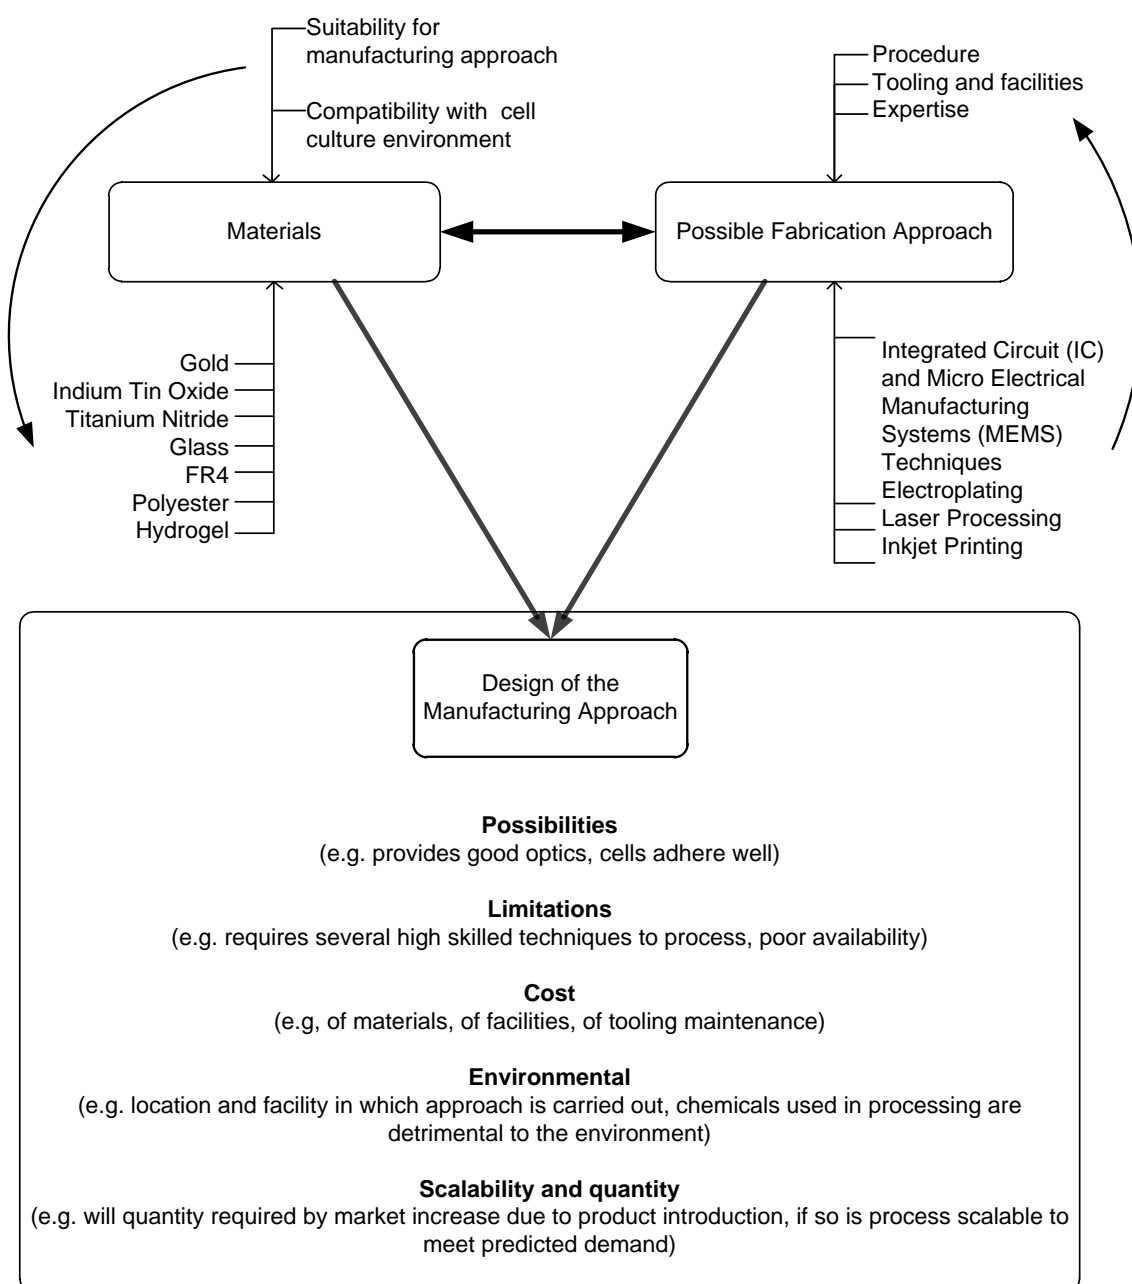 Suitability for
manufacturing approach
Compatibility with cell
culture environment
Procedure
Tooling and facilities
Expertise
Materials
Possible Fabrication Approach
Gold
Indium Tin Oxide
Titanium Nitride
Glass
FR4
Polyester
Hydrogel
Integrated Circuit (IC)
and Micro Electrical
Manufacturing
Systems (MEMS)
Techniques
Electroplating
Laser Processing
Inkjet Printing
Design of the
Manufacturing Approach
Possibilities
(e.g. provides good optics, cells adhere well)
Limitations
(e.g. requires several high skilled techniques to process, poor availability)
Cost
(e.g, of materials, of facilities, of tooling maintenance)
Environmental
(e.g. location and facility in which approach is carried out, chemicals used in processing are
detrimental to the environment)
Scalability and quantity
(e.g. will quantity required by market increase due to product introduction, if so is process scalable to
meet predicted demand)